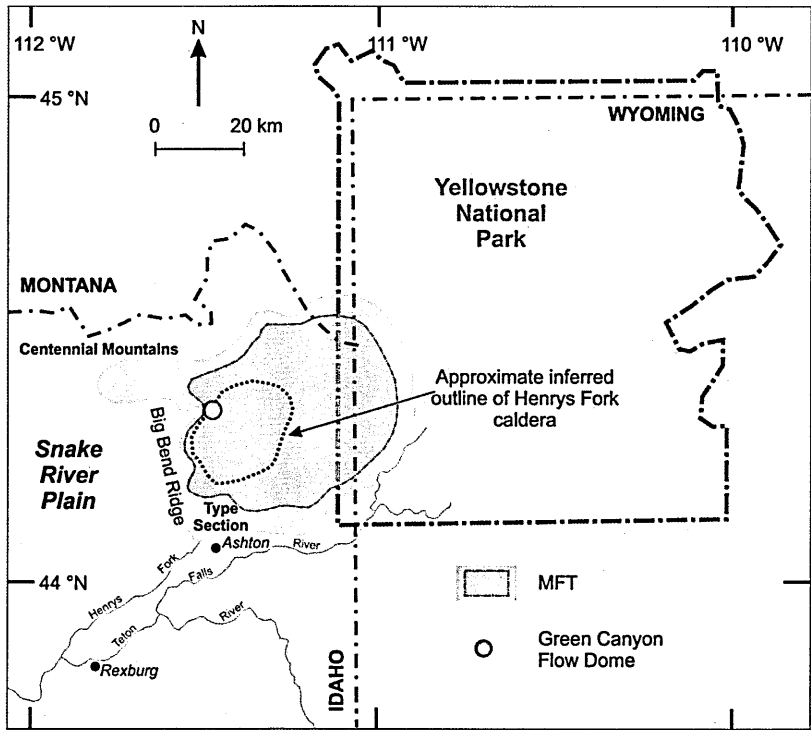 112 °W
N
111 °W
110 °W
45 °N
0 20 km
WYOMING
Yellowstone
National
Park
MONTANA
Centennial Mountains
Approximate inferred
outline of Henrys Fork
caldera
Big Bend Ridge
Snake
River
Plain
Type
Section
Ashton
River
Falls
Fork
Henrys
44 °N
MFT
River
Teton
Rexburg
Green Canyon
Flow Dome
IDAHO